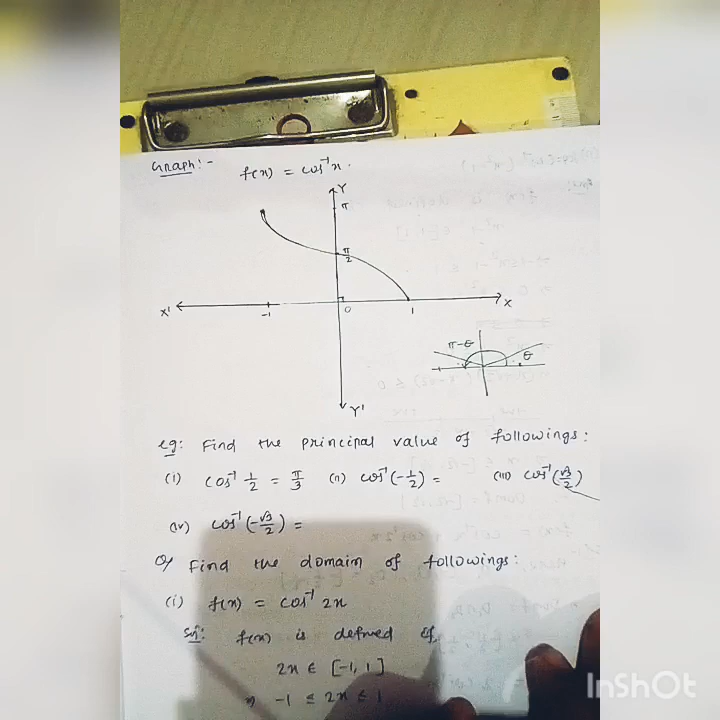 Graph:-
f(x) = cos⁻¹x.
Y
π
π/2
X' -1 0 1 X
π-θ θ
Y'
eg: Find the principal value of followings:
(i) cos⁻¹ 1/2 = π/3 (ii) cos⁻¹(-1/2) = (iii) cos⁻¹(√3/2)
(iv) cos⁻¹(-√3/2) =
Q/ Find the domain of followings:
(i) f(x) = cos⁻¹ 2x
Solⁿ: f(x) is defined if
2x ∈ [-1, 1]
⇒ -1 ≤ 2x ≤ 1
InShOt